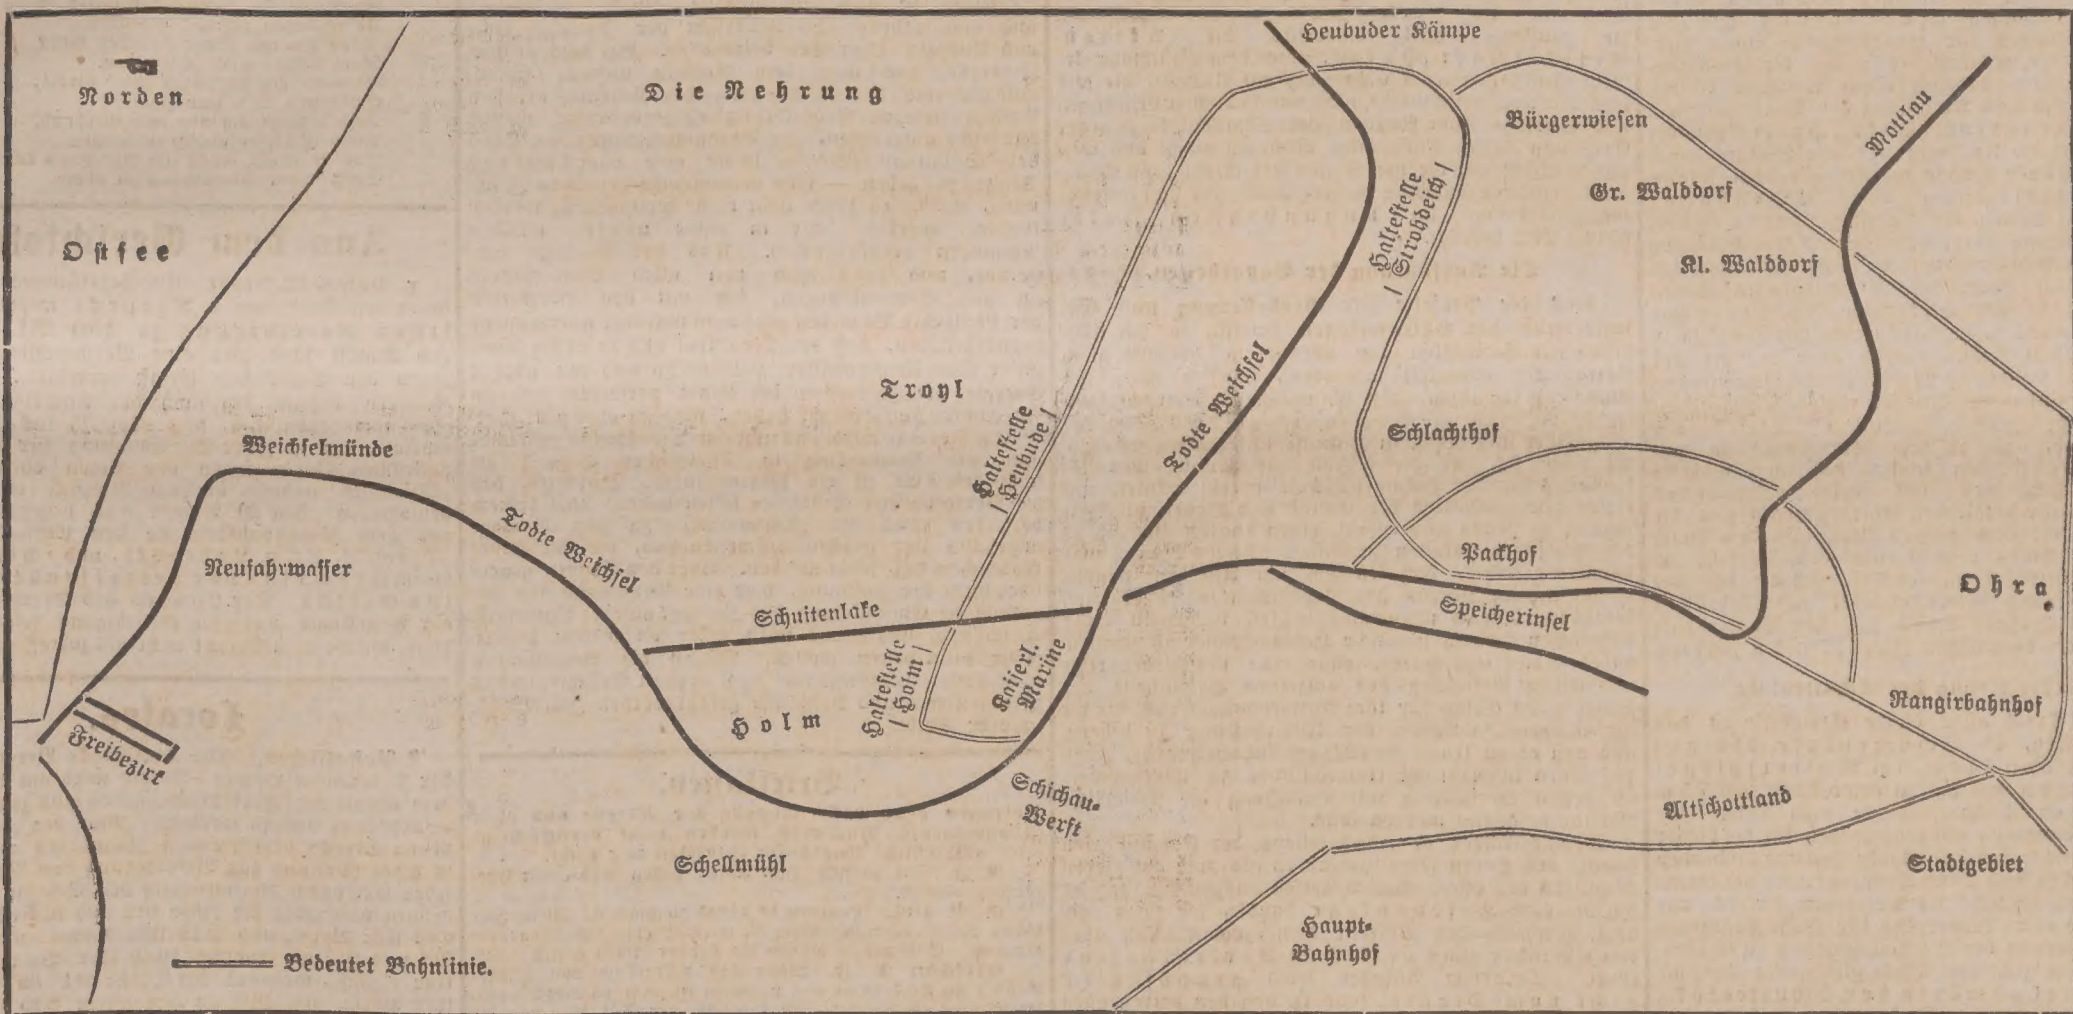 Norden
Die Nehrung
Heubuder Kämpe
Bürgerwiesen
Mottlau
Gr. Walddorf
Kl. Walddorf
Ostsee
Haltestelle
| Strohdeich |
Troyl
Haltestelle
| Heubude |
Todte Weichsel
Schlachthof
Weichselmünde
Todte Weichsel
Neufahrwasser
Packhof
Ohra
Schuitenlake
Speicherinsel
Haltestelle
| Holm |
Kaiserl.
Marine
Holm
Rangirbahnhof
Freibezirk
Schichau-
Werft
Altschottland
Schellmühl
Stadtgebiet
Haupt-
Bahnhof
Bedeutet Bahnlinie.